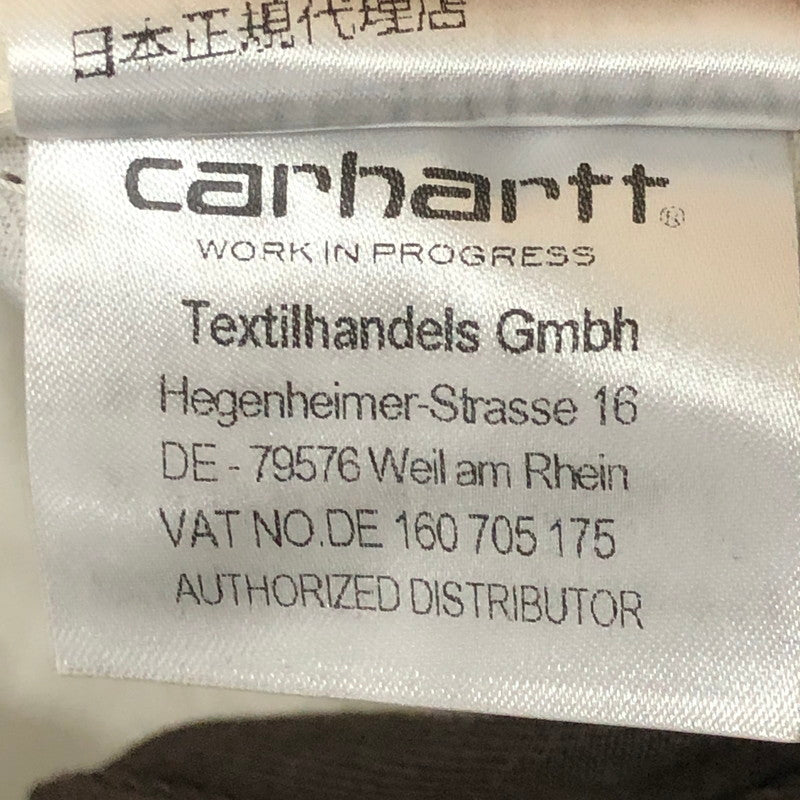 日本正規代理店
carhartt®
WORK IN PROGRESS
Textilhandels Gmbh
Hegenheimer-Strasse 16
DE - 79576 Weil am Rhein
VAT NO.DE 160 705 175
AUTHORIZED DISTRIBUTOR